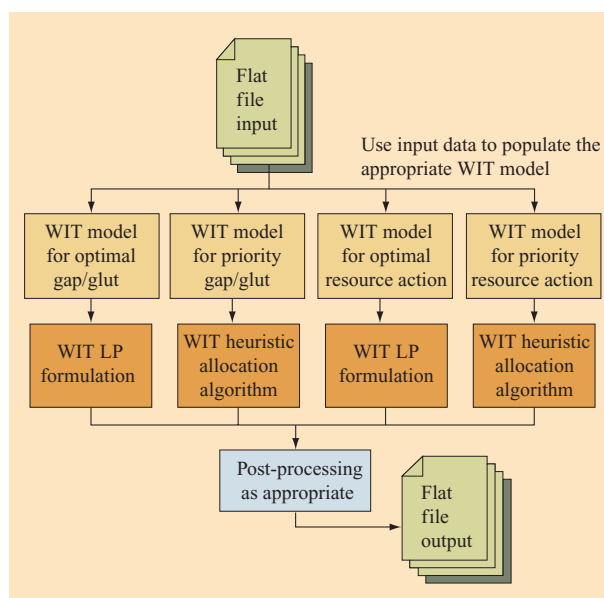 Flat
file
input
Use input data to populate the
appropriate WIT model
WIT model
for optimal
gap/glut
WIT model
for priority
gap/glut
WIT model
for optimal
resource action
WIT model
for priority
resource action
WIT LP
formulation
WIT heuristic
allocation
algorithm
WIT LP
formulation
WIT heuristic
allocation
algorithm
Post-processing
as appropriate
Flat
file
output